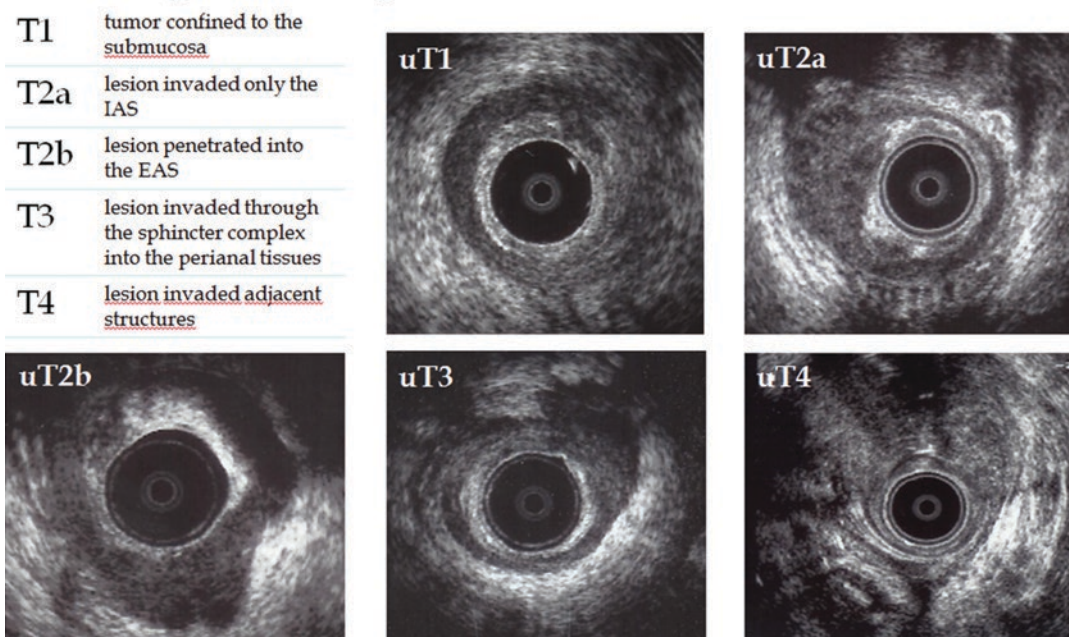 T1
tumor confined to the
submucosa
T2a
lesion invaded only the
IAS
T2b
lesion penetrated into
the EAS
T3
lesion invaded through
the sphincter complex
into the perianal tissues
T4
lesion invaded adjacent
structures
uT1
uT2a
uT2b
uT3
uT4